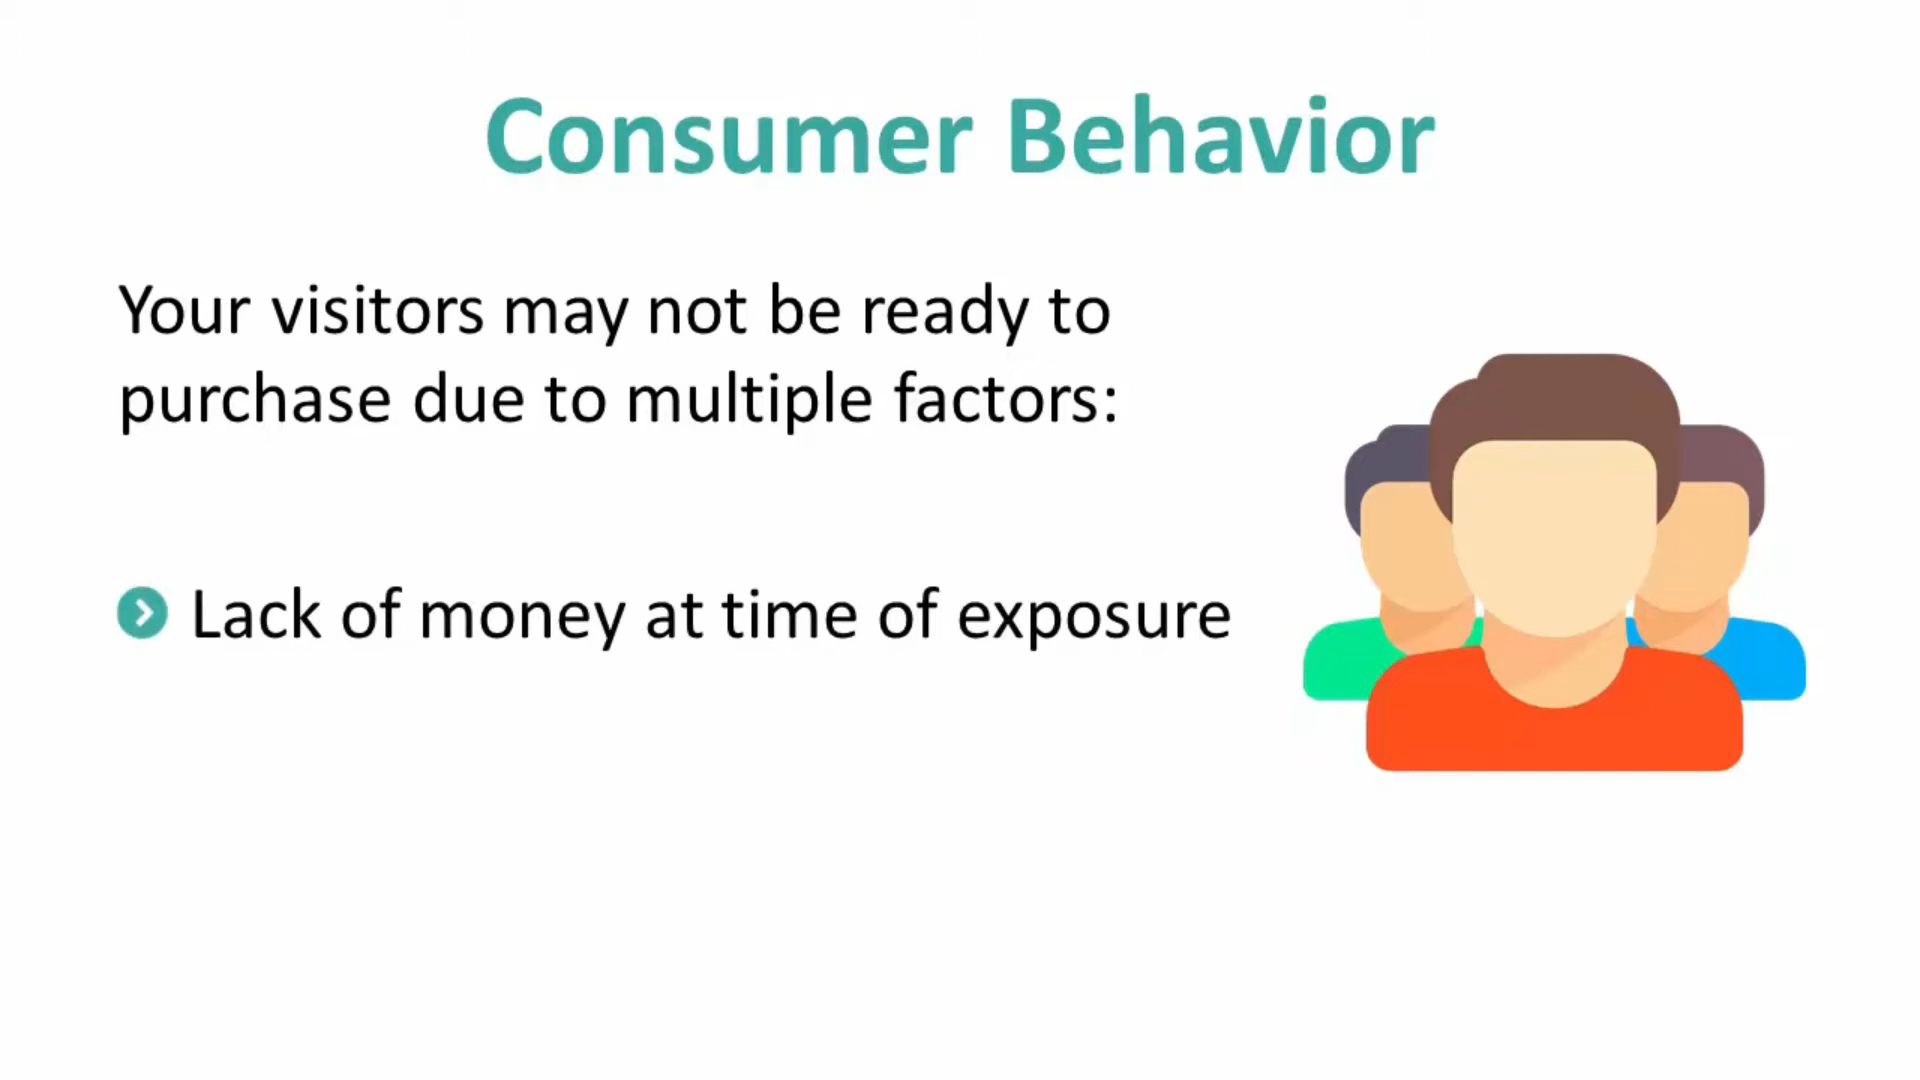 Consumer Behavior
Your visitors may not be ready to
purchase due to multiple factors:
Lack of money at time of exposure